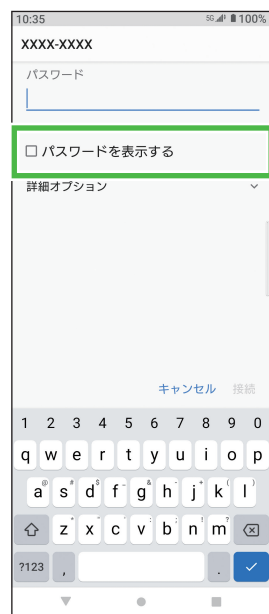 10:35 5G 100%
XXXX-XXXX
パスワード
パスワードを表示する
詳細オプション
キャンセル 接続
1 2 3 4 5 6 7 8 9 0
q w e r t y u i o p
a@ s# d$ f_ g& h- j+ k( l)
z* x" c' v: b; n! m?
?123 , .